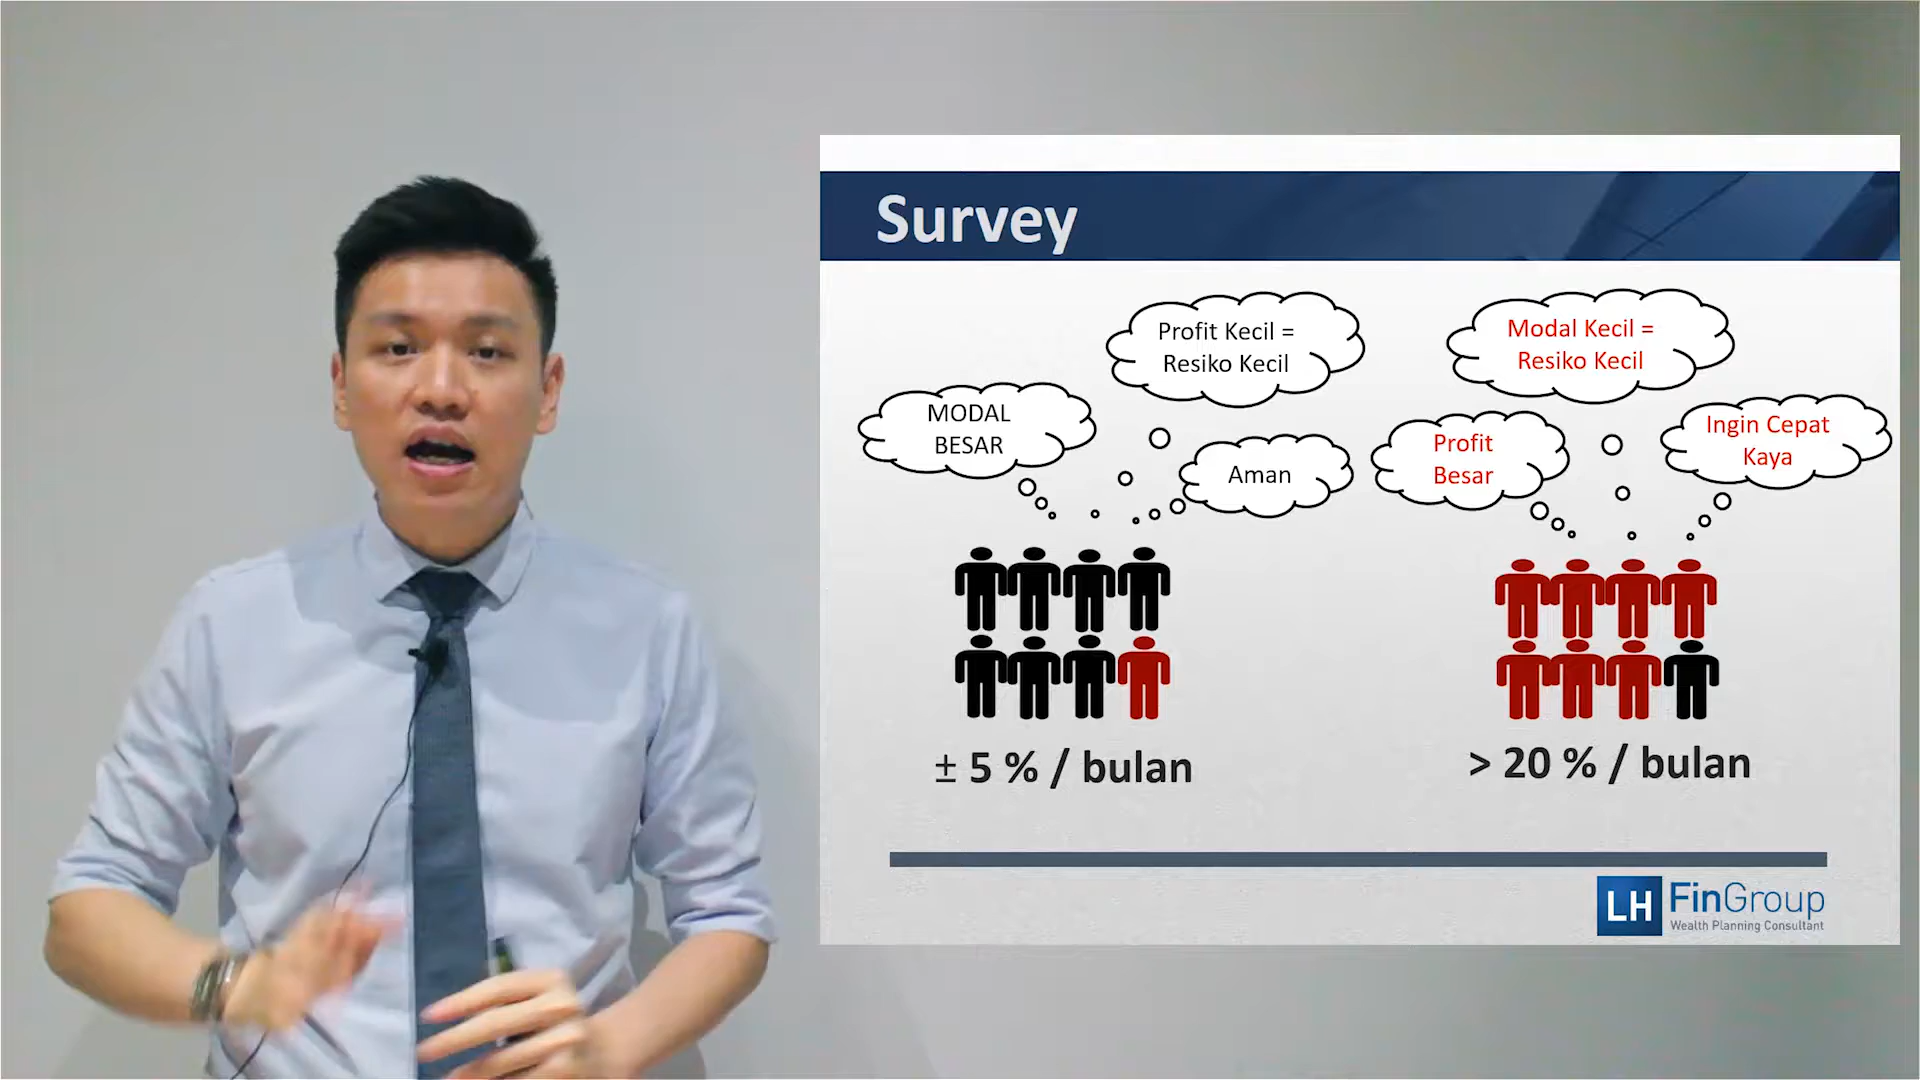 Survey
Profit Kecil =
Resiko Kecil
MODAL
BESAR
Aman
Modal Kecil =
Resiko Kecil
Profit
Besar
Ingin Cepat
Kaya
± 5 % / bulan
> 20 % / bulan
LH FinGroup
Wealth Planning Consultant